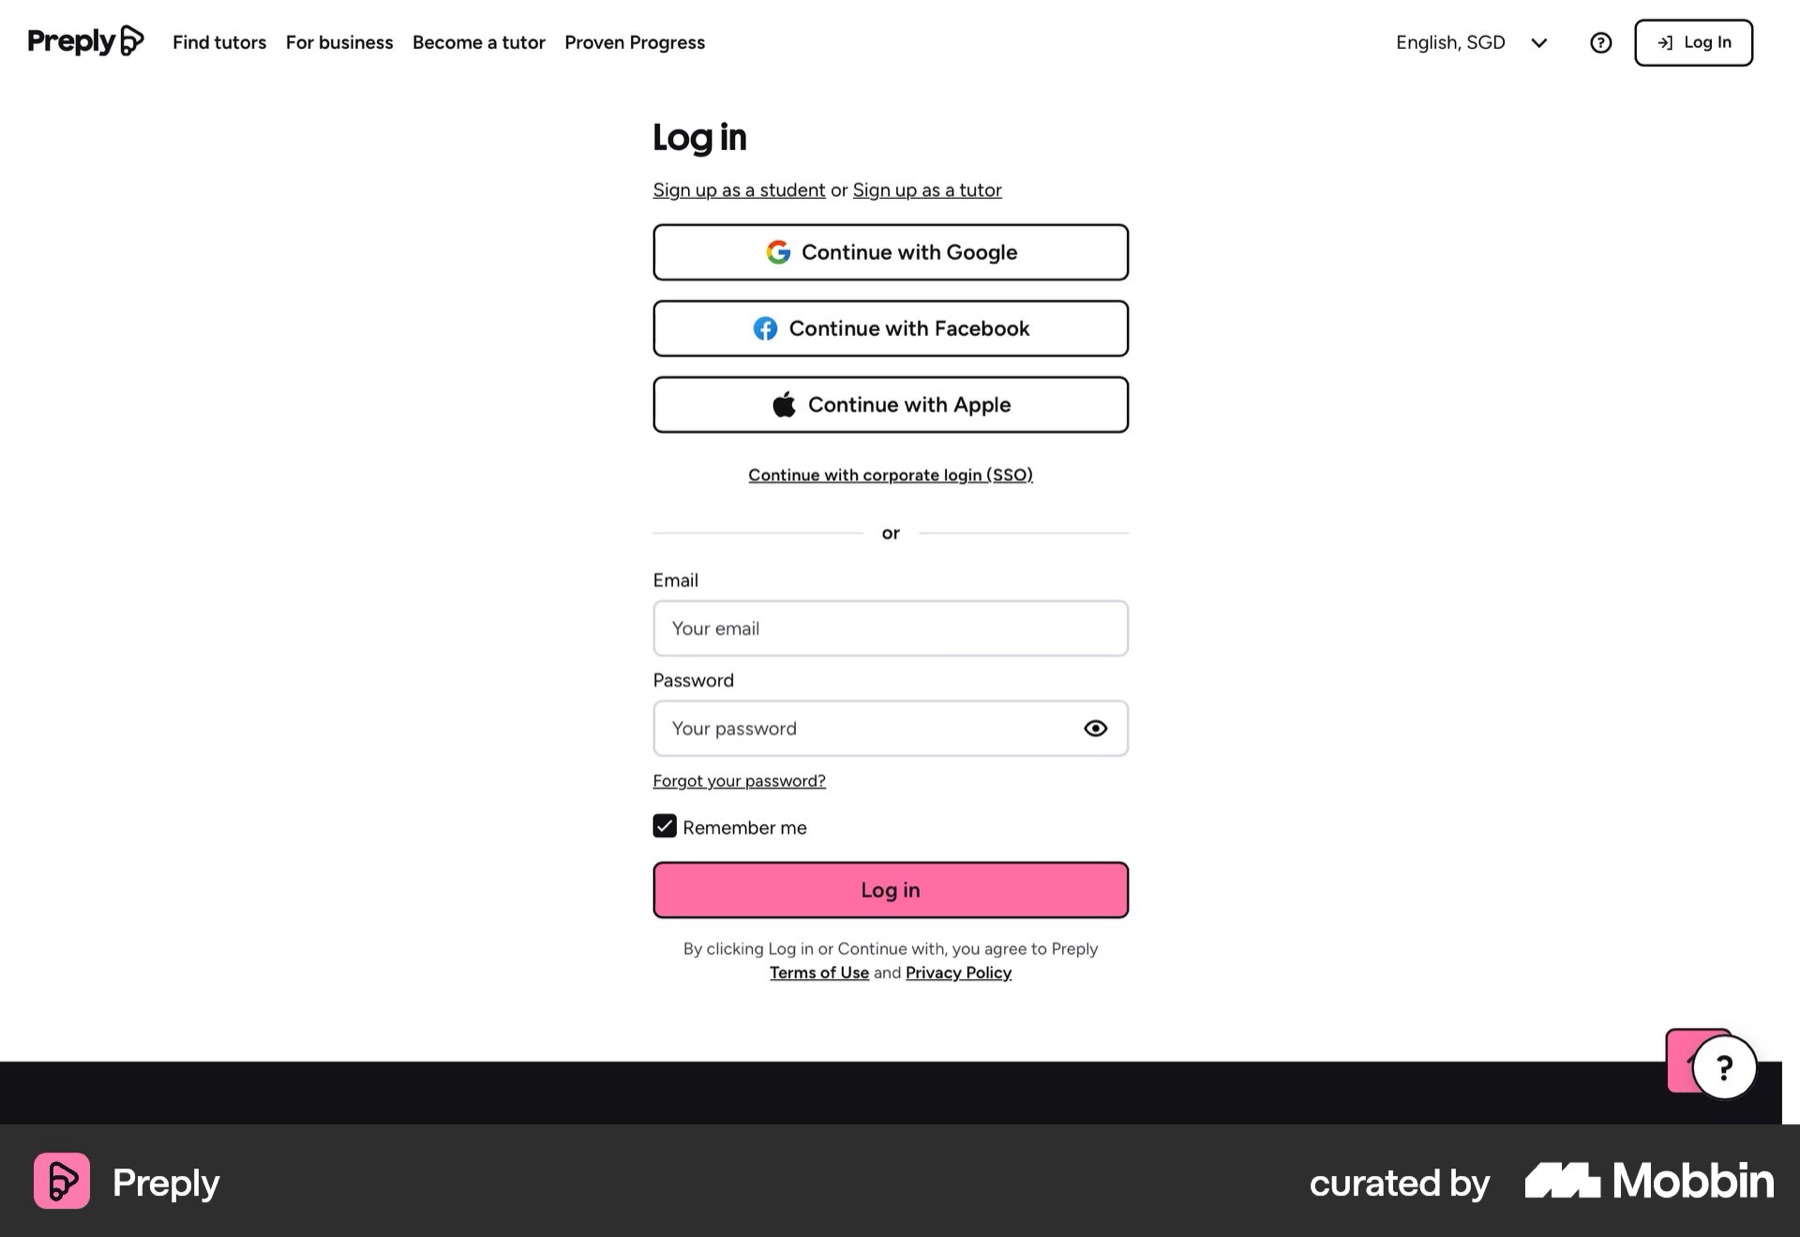 Preply Find tutors For business Become a tutor Proven Progress English, SGD ? Log In
Log in
Sign up as a student or Sign up as a tutor
Continue with Google
Continue with Facebook
Continue with Apple
Continue with corporate login (SSO)
or
Email
Your email
Password
Your password
Forgot your password?
Remember me
Log in
By clicking Log in or Continue with, you agree to Preply
Terms of Use and Privacy Policy
?
Preply curated by Mobbin